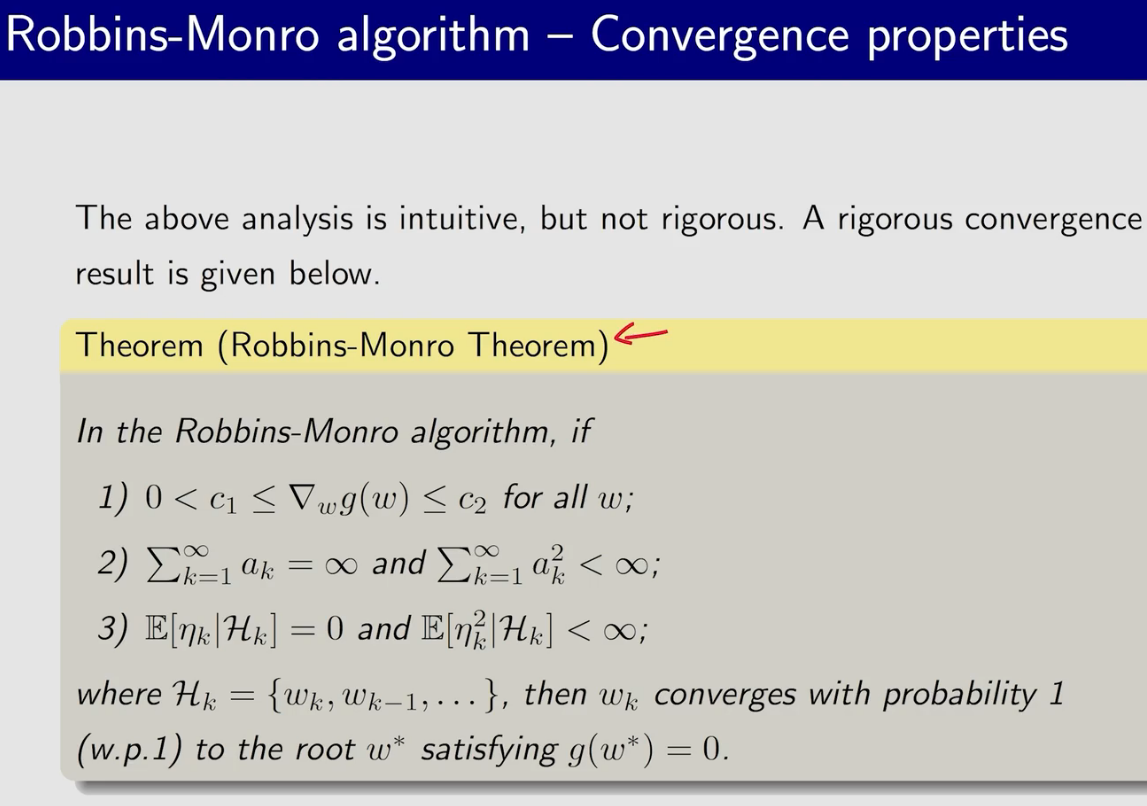 Robbins-Monro algorithm – Convergence properties
The above analysis is intuitive, but not rigorous. A rigorous convergence
result is given below.
Theorem (Robbins-Monro Theorem)
In the Robbins-Monro algorithm, if
1) $0 < c_1 \leq \nabla_w g(w) \leq c_2$ for all $w$;
2) $\sum_{k=1}^{\infty} a_k = \infty$ and $\sum_{k=1}^{\infty} a_k^2 < \infty$;
3) $\mathbb{E}[\eta_k|\mathcal{H}_k] = 0$ and $\mathbb{E}[\eta_k^2|\mathcal{H}_k] < \infty$;
where $\mathcal{H}_k = \{w_k, w_{k-1}, \ldots\}$, then $w_k$ converges with probability 1
(w.p.1) to the root $w^*$ satisfying $g(w^*) = 0$.